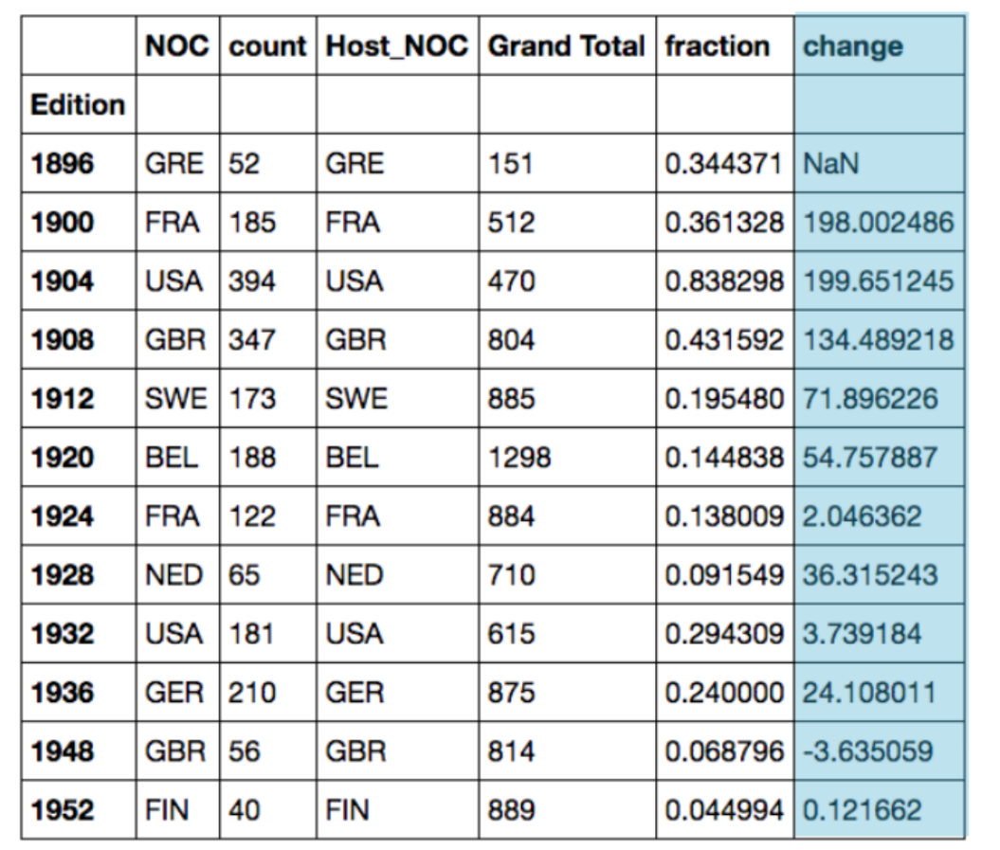 NOC count Host_NOC Grand Total fraction change
Edition
1896 GRE 52 GRE 151 0.344371 NaN
1900 FRA 185 FRA 512 0.361328 198.002486
1904 USA 394 USA 470 0.838298 199.651245
1908 GBR 347 GBR 804 0.431592 134.489218
1912 SWE 173 SWE 885 0.195480 71.896226
1920 BEL 188 BEL 1298 0.144838 54.757887
1924 FRA 122 FRA 884 0.138009 2.046362
1928 NED 65 NED 710 0.091549 36.315243
1932 USA 181 USA 615 0.294309 3.739184
1936 GER 210 GER 875 0.240000 24.108011
1948 GBR 56 GBR 814 0.068796 -3.635059
1952 FIN 40 FIN 889 0.044994 0.121662